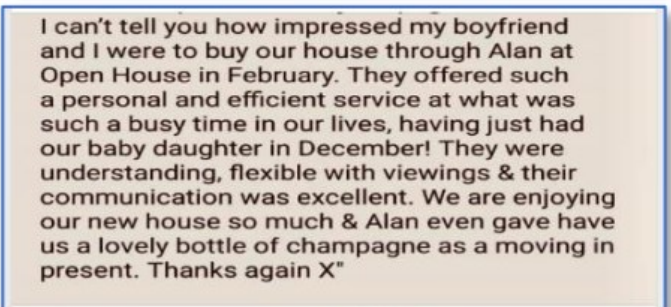 I can't tell you how impressed my boyfriend
and I were to buy our house through Alan at
Open House in February. They offered such
a personal and efficient service at what was
such a busy time in our lives, having just had
our baby daughter in December! They were
understanding, flexible with viewings & their
communication was excellent. We are enjoying
our new house so much & Alan even gave have
us a lovely bottle of champagne as a moving in
present. Thanks again X"